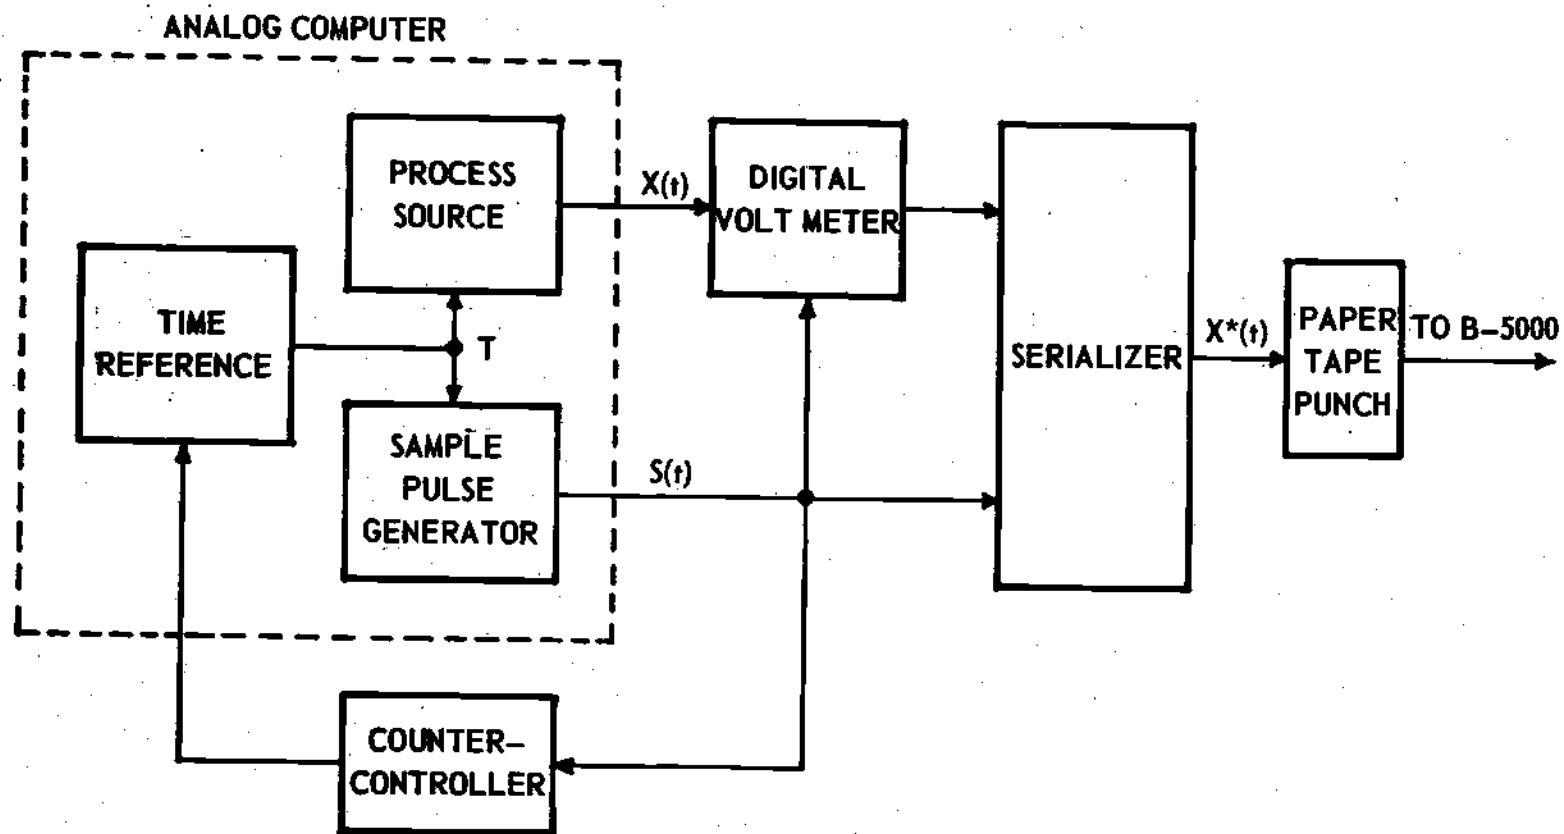 ANALOG COMPUTER
PROCESS
SOURCE
X(t)
DIGITAL
VOLT METER
TIME
REFERENCE
T
SERIALIZER
X*(t)
PAPER
TAPE
PUNCH
TO B-5000
SAMPLE
PULSE
GENERATOR
S(t)
COUNTER-
CONTROLLER